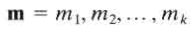 m = m₁, m₂, . . . , mₖ